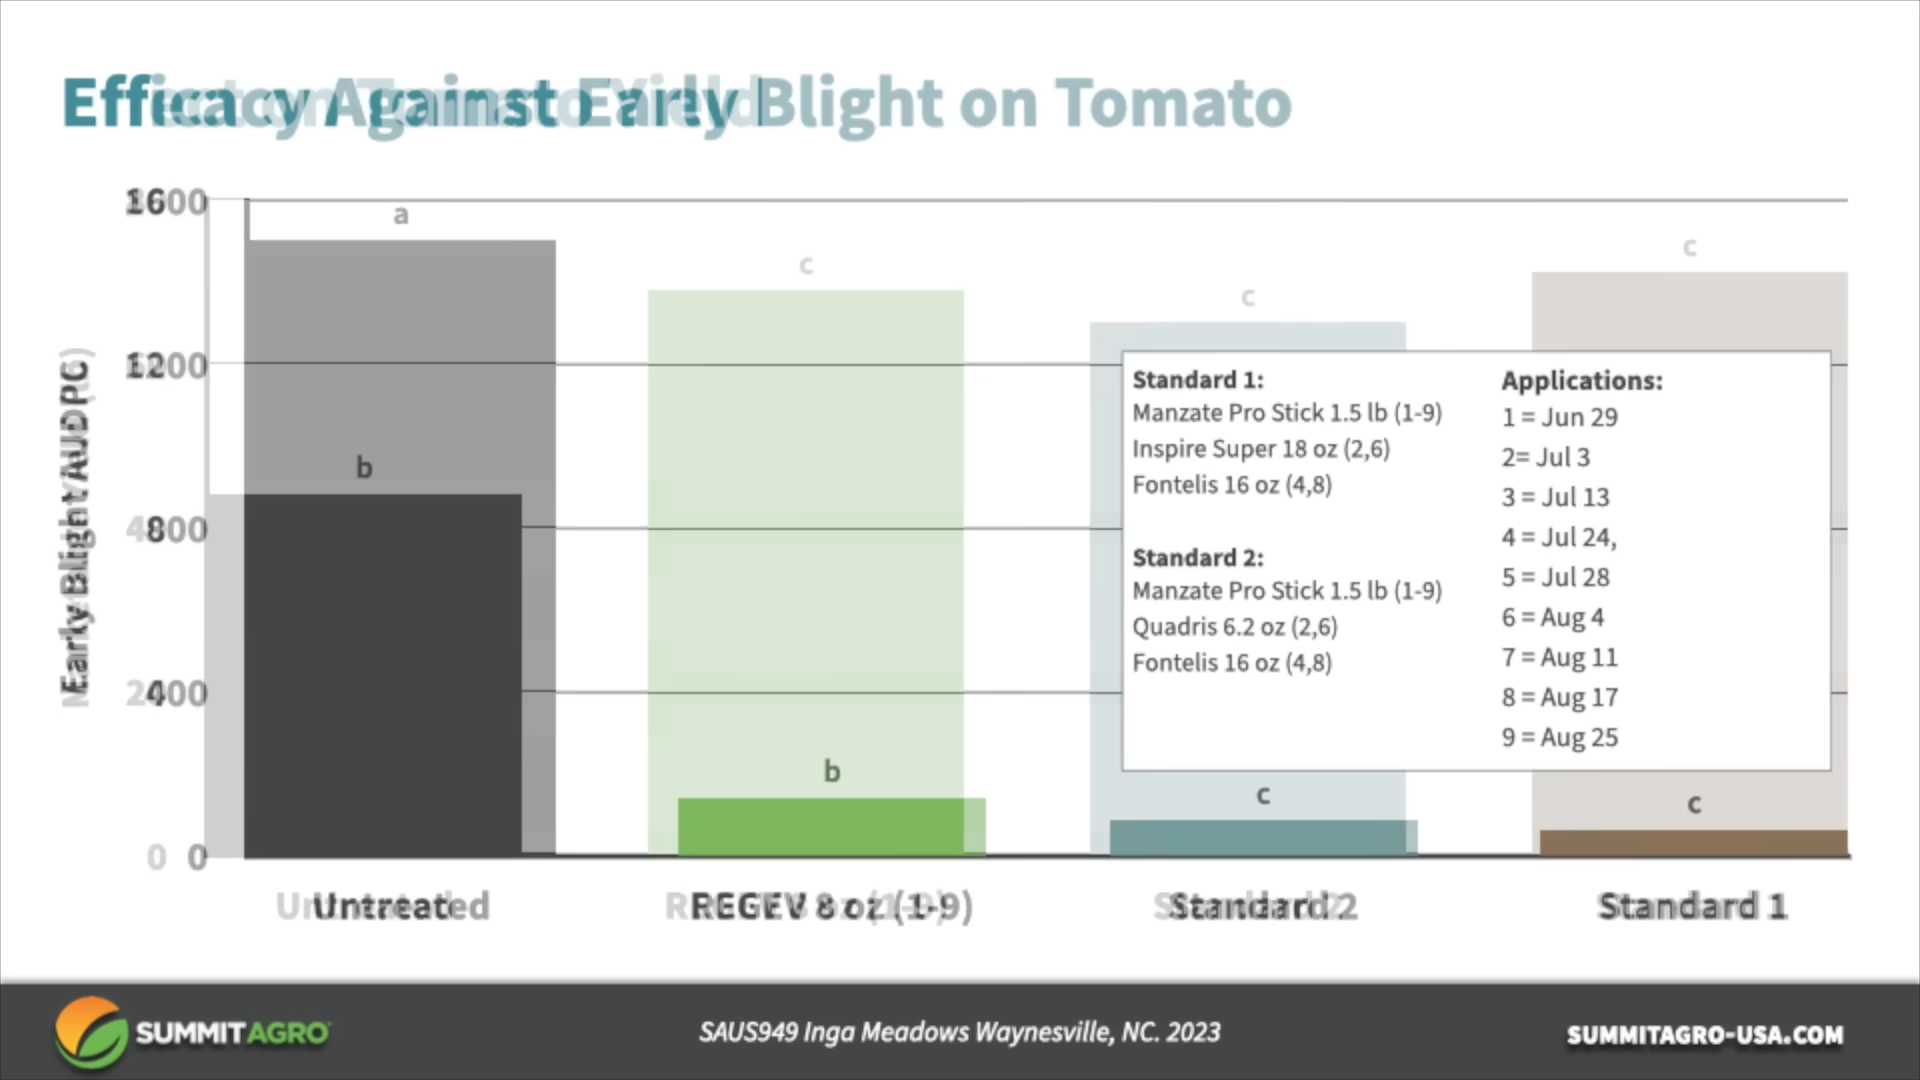 Efficacy Against Early Blight on Tomato
1600
a
c
c
c
1200
b
800
400
b
c
c
0 0
Early Blight AUDPC
Standard 1:
Manzate Pro Stick 1.5 lb (1-9)
Inspire Super 18 oz (2,6)
Fontelis 16 oz (4,8)
Standard 2:
Manzate Pro Stick 1.5 lb (1-9)
Quadris 6.2 oz (2,6)
Fontelis 16 oz (4,8)
Applications:
1 = Jun 29
2= Jul 3
3 = Jul 13
4 = Jul 24,
5 = Jul 28
6 = Aug 4
7 = Aug 11
8 = Aug 17
9 = Aug 25
Untreated
REGEV 8 oz (1-9)
Standard 2
Standard 1
SUMMIT AGRO
SAUS949 Inga Meadows Waynesville, NC. 2023
SUMMITAGRO-USA.COM